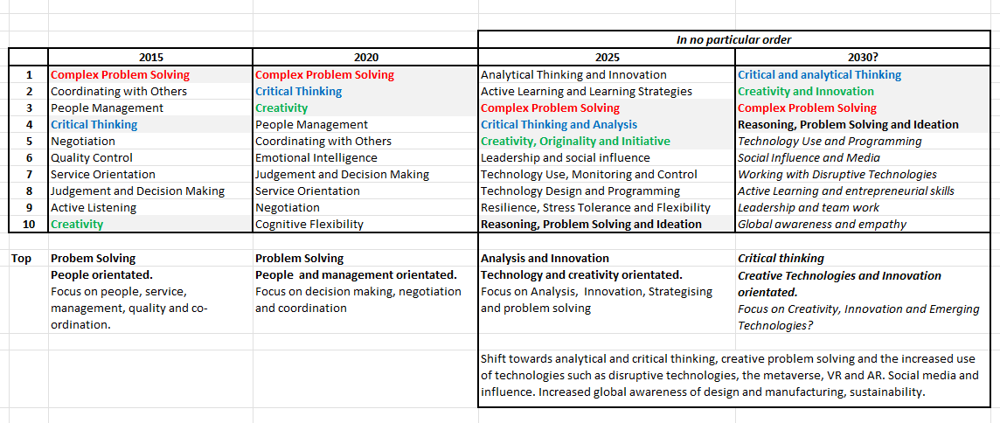 In no particular order
2015 2020 2025 2030?
1 Complex Problem Solving Complex Problem Solving Analytical Thinking and Innovation Critical and analytical Thinking
2 Coordinating with Others Critical Thinking Active Learning and Learning Strategies Creativity and Innovation
3 People Management Creativity Complex Problem Solving Complex Problem Solving
4 Critical Thinking People Management Critical Thinking and Analysis Reasoning, Problem Solving and Ideation
5 Negotiation Coordinating with Others Creativity, Originality and Initiative Technology Use and Programming
6 Quality Control Emotional Intelligence Leadership and social influence Social Influence and Media
7 Service Orientation Judgement and Decision Making Technology Use, Monitoring and Control Working with Disruptive Technologies
8 Judgement and Decision Making Service Orientation Technology Design and Programming Active Learning and entrepreneurial skills
9 Active Listening Negotiation Resilience, Stress Tolerance and Flexibility Leadership and team work
10 Creativity Cognitive Flexibility Reasoning, Problem Solving and Ideation Global awareness and empathy
Top Probem Solving Problem Solving Analysis and Innovation Critical thinking
People orientated. People and management orientated. Technology and creativity orientated. Creative Technologies and Innovation
Focus on people, service, Focus on decision making, negotiation Focus on Analysis, Innovation, Strategising orientated.
management, quality and co- and coordination and problem solving Focus on Creativity, Innovation and Emerging
ordination. Technologies?
Shift towards analytical and critical thinking, creative problem solving and the increased use
of technologies such as disruptive technologies, the metaverse, VR and AR. Social media and
influence. Increased global awareness of design and manufacturing, sustainability.